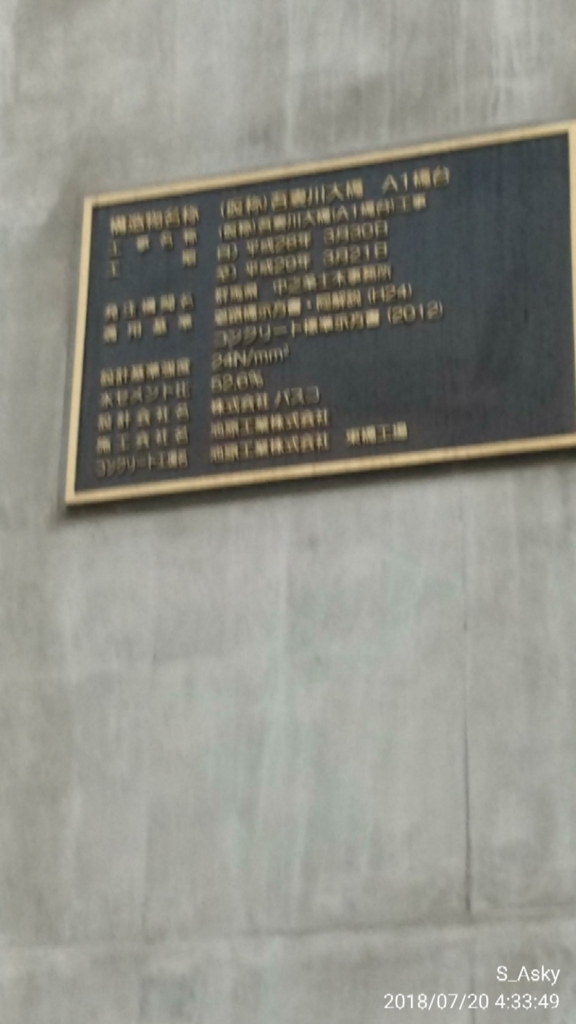 構造物名称 (仮称) 吾妻川大橋 A1橋台
工事名称 (仮称) 吾妻川大橋(A1橋台)工事
工期 自) 平成28年 3月30日
至) 平成29年 3月21日
発注機関名 群馬県 中之条土木事務所
適用基準 道路橋示方書・同解説 (H24)
コンクリート標準示方書 (2012)
設計基準強度 24N/mm²
水セメント比 52.6%
設計会社名 株式会社 パスコ
施工会社名 池原工業株式会社
コンクリート工場名 池原工業株式会社 工場
S_Asky
2018/07/20 4:33:49